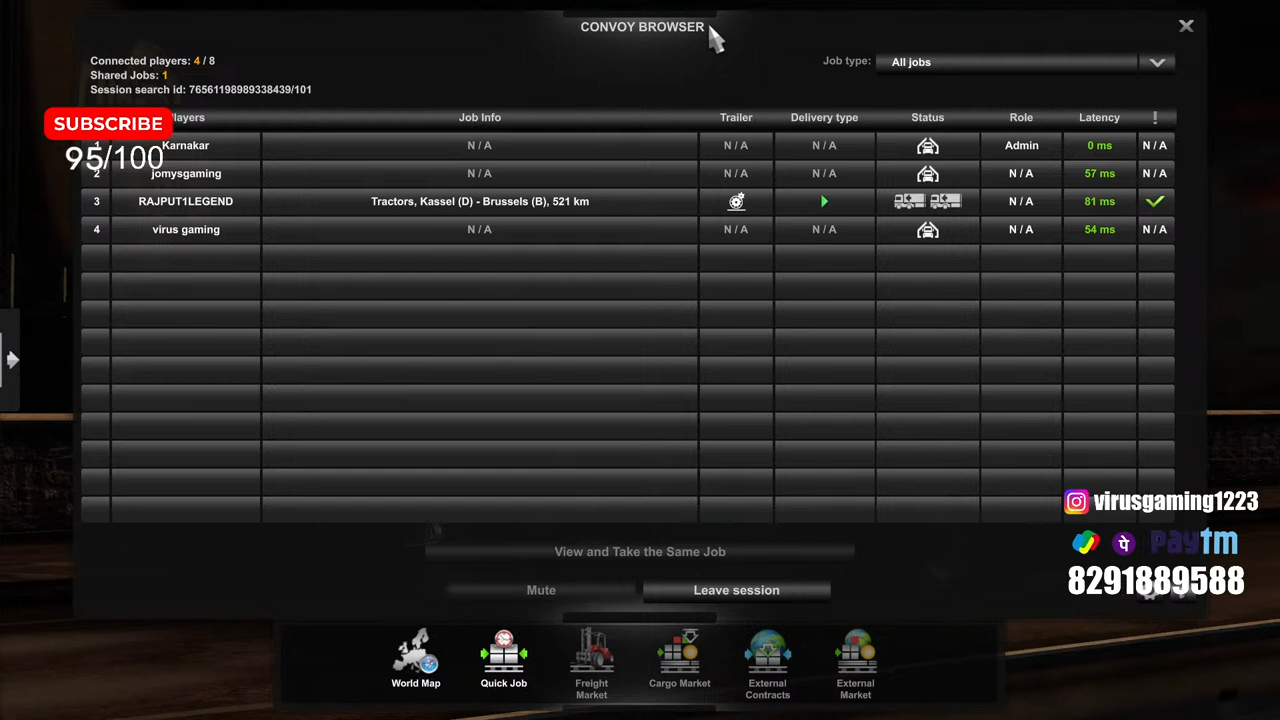 CONVOY BROWSER
Connected players: 4 / 8
Shared Jobs: 1
Session search id: 76561198989338439/101
Job type: All jobs
SUBSCRIBE
95/100
Players Job Info Trailer Delivery type Status Role Latency !
1 Karnakar N / A N / A N / A Admin 0 ms N / A
2 jomysgaming N / A N / A N / A N / A 57 ms N / A
3 RAJPUT1LEGEND Tractors, Kassel (D) - Brussels (B), 521 km N / A 81 ms
4 virus gaming N / A N / A N / A N / A 54 ms N / A
virusgaming1223
पे paytm
8291889588
View and Take the Same Job
Mute Leave session
World Map
Quick Job
Freight
Market
Cargo Market
External
Contracts
External
Market